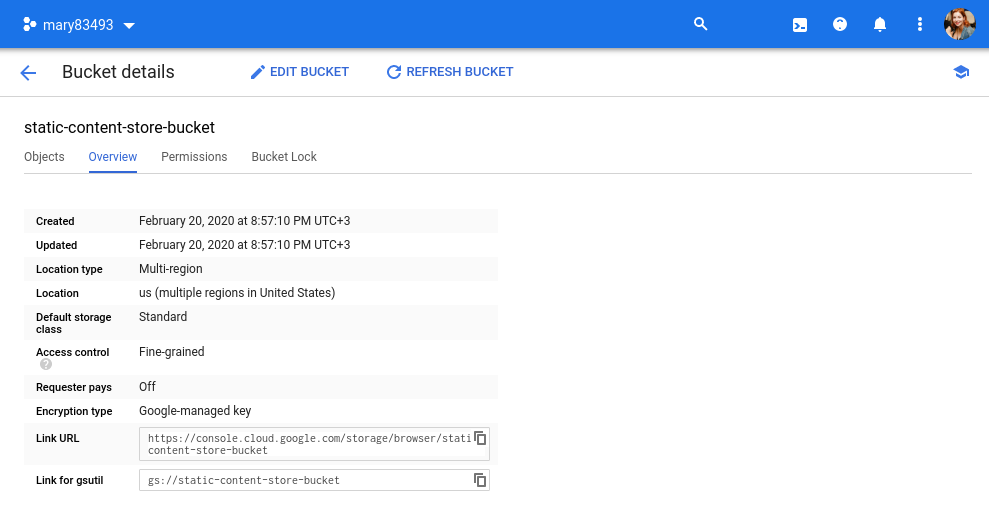 mary83493
Bucket details
EDIT BUCKET
REFRESH BUCKET
static-content-store-bucket
Objects Overview Permissions Bucket Lock
Created February 20, 2020 at 8:57:10 PM UTC+3
Updated February 20, 2020 at 8:57:10 PM UTC+3
Location type Multi-region
Location us (multiple regions in United States)
Default storage Standard
class
Access control Fine-grained
?
Requester pays Off
Encryption type Google-managed key
Link URL https://console.cloud.google.com/storage/browser/stati
content-store-bucket
Link for gsutil gs://static-content-store-bucket